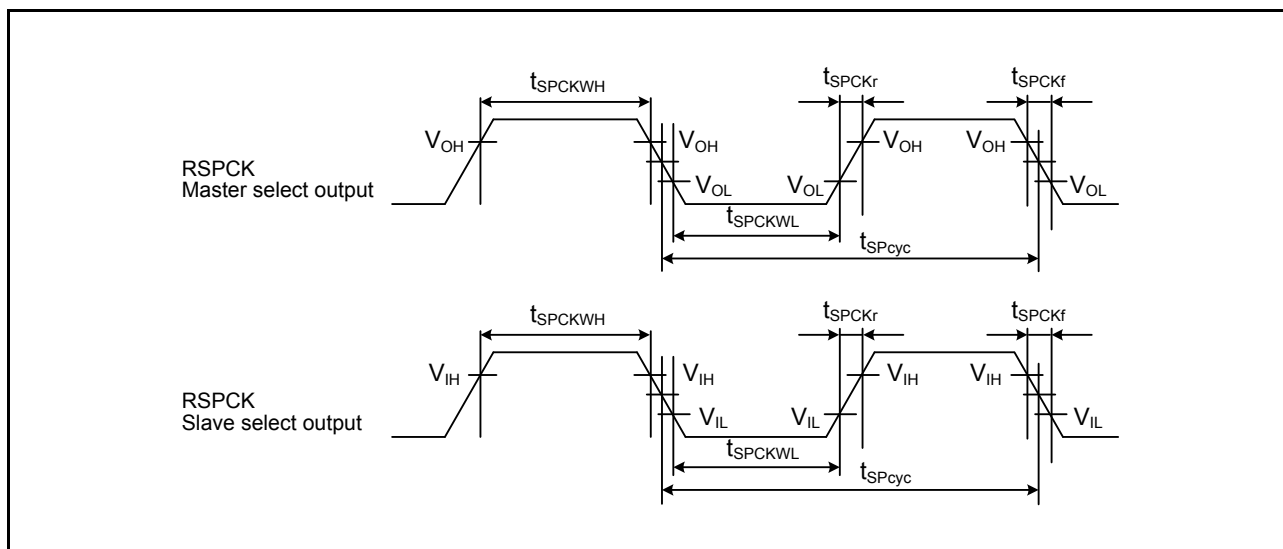 tSPCKWH
tSPCKr
tSPCKf
VOH
VOH
VOH
VOH
RSPCK
Master select output
VOL
VOL
VOL
tSPCKWL
tSPcyc
tSPCKWH
tSPCKr
tSPCKf
VIH
VIH
VIH
VIH
RSPCK
Slave select output
VIL
VIL
VIL
tSPCKWL
tSPcyc